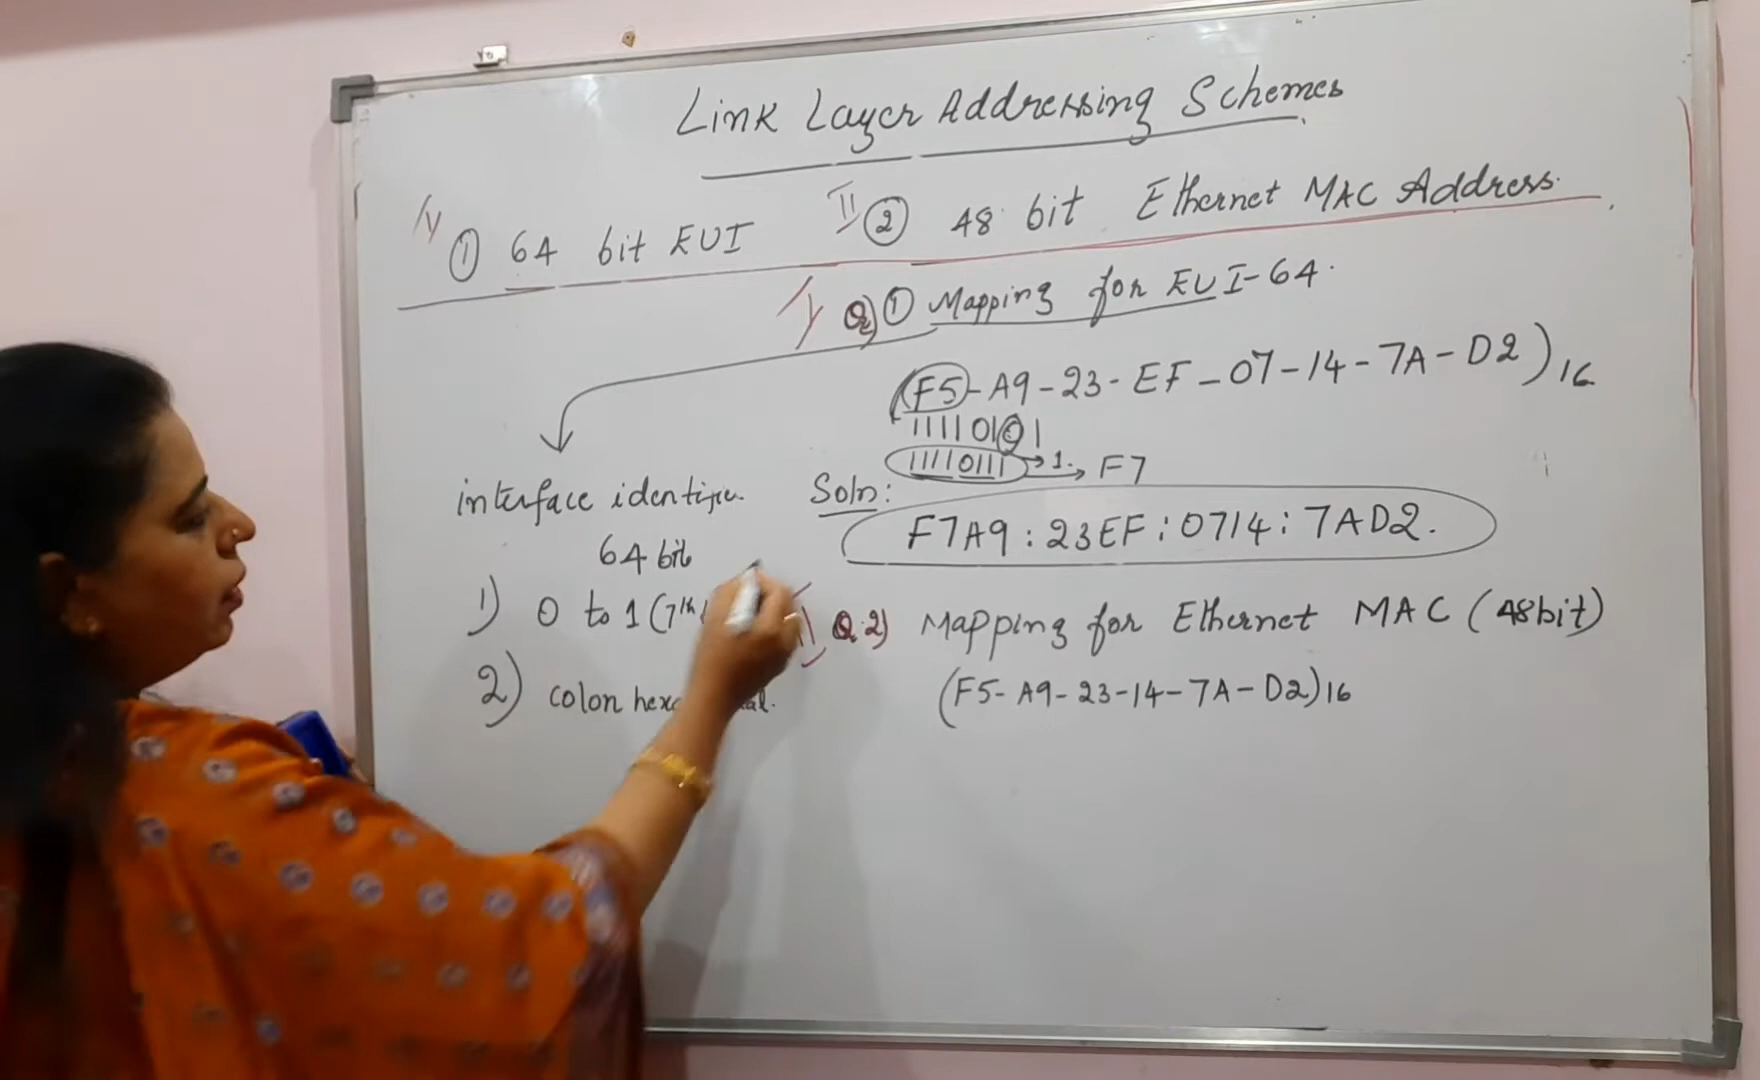 Link Layer Addressing Schemes
① 64 bit EUI
II ② 48 bit Ethernet MAC Address.
Q) ① Mapping for EUI-64.
(F5-A9-23-EF-07-14-7A-D2)16
11110101
11110111 → 1. → F7
interface
64 bit
Soln:
F7A9:23EF:0714:7AD2.
1) 0 to 1 (7th
2) colon
Q.2) Mapping for Ethernet MAC (48bit)
(F5-A9-23-14-7A-D2)16